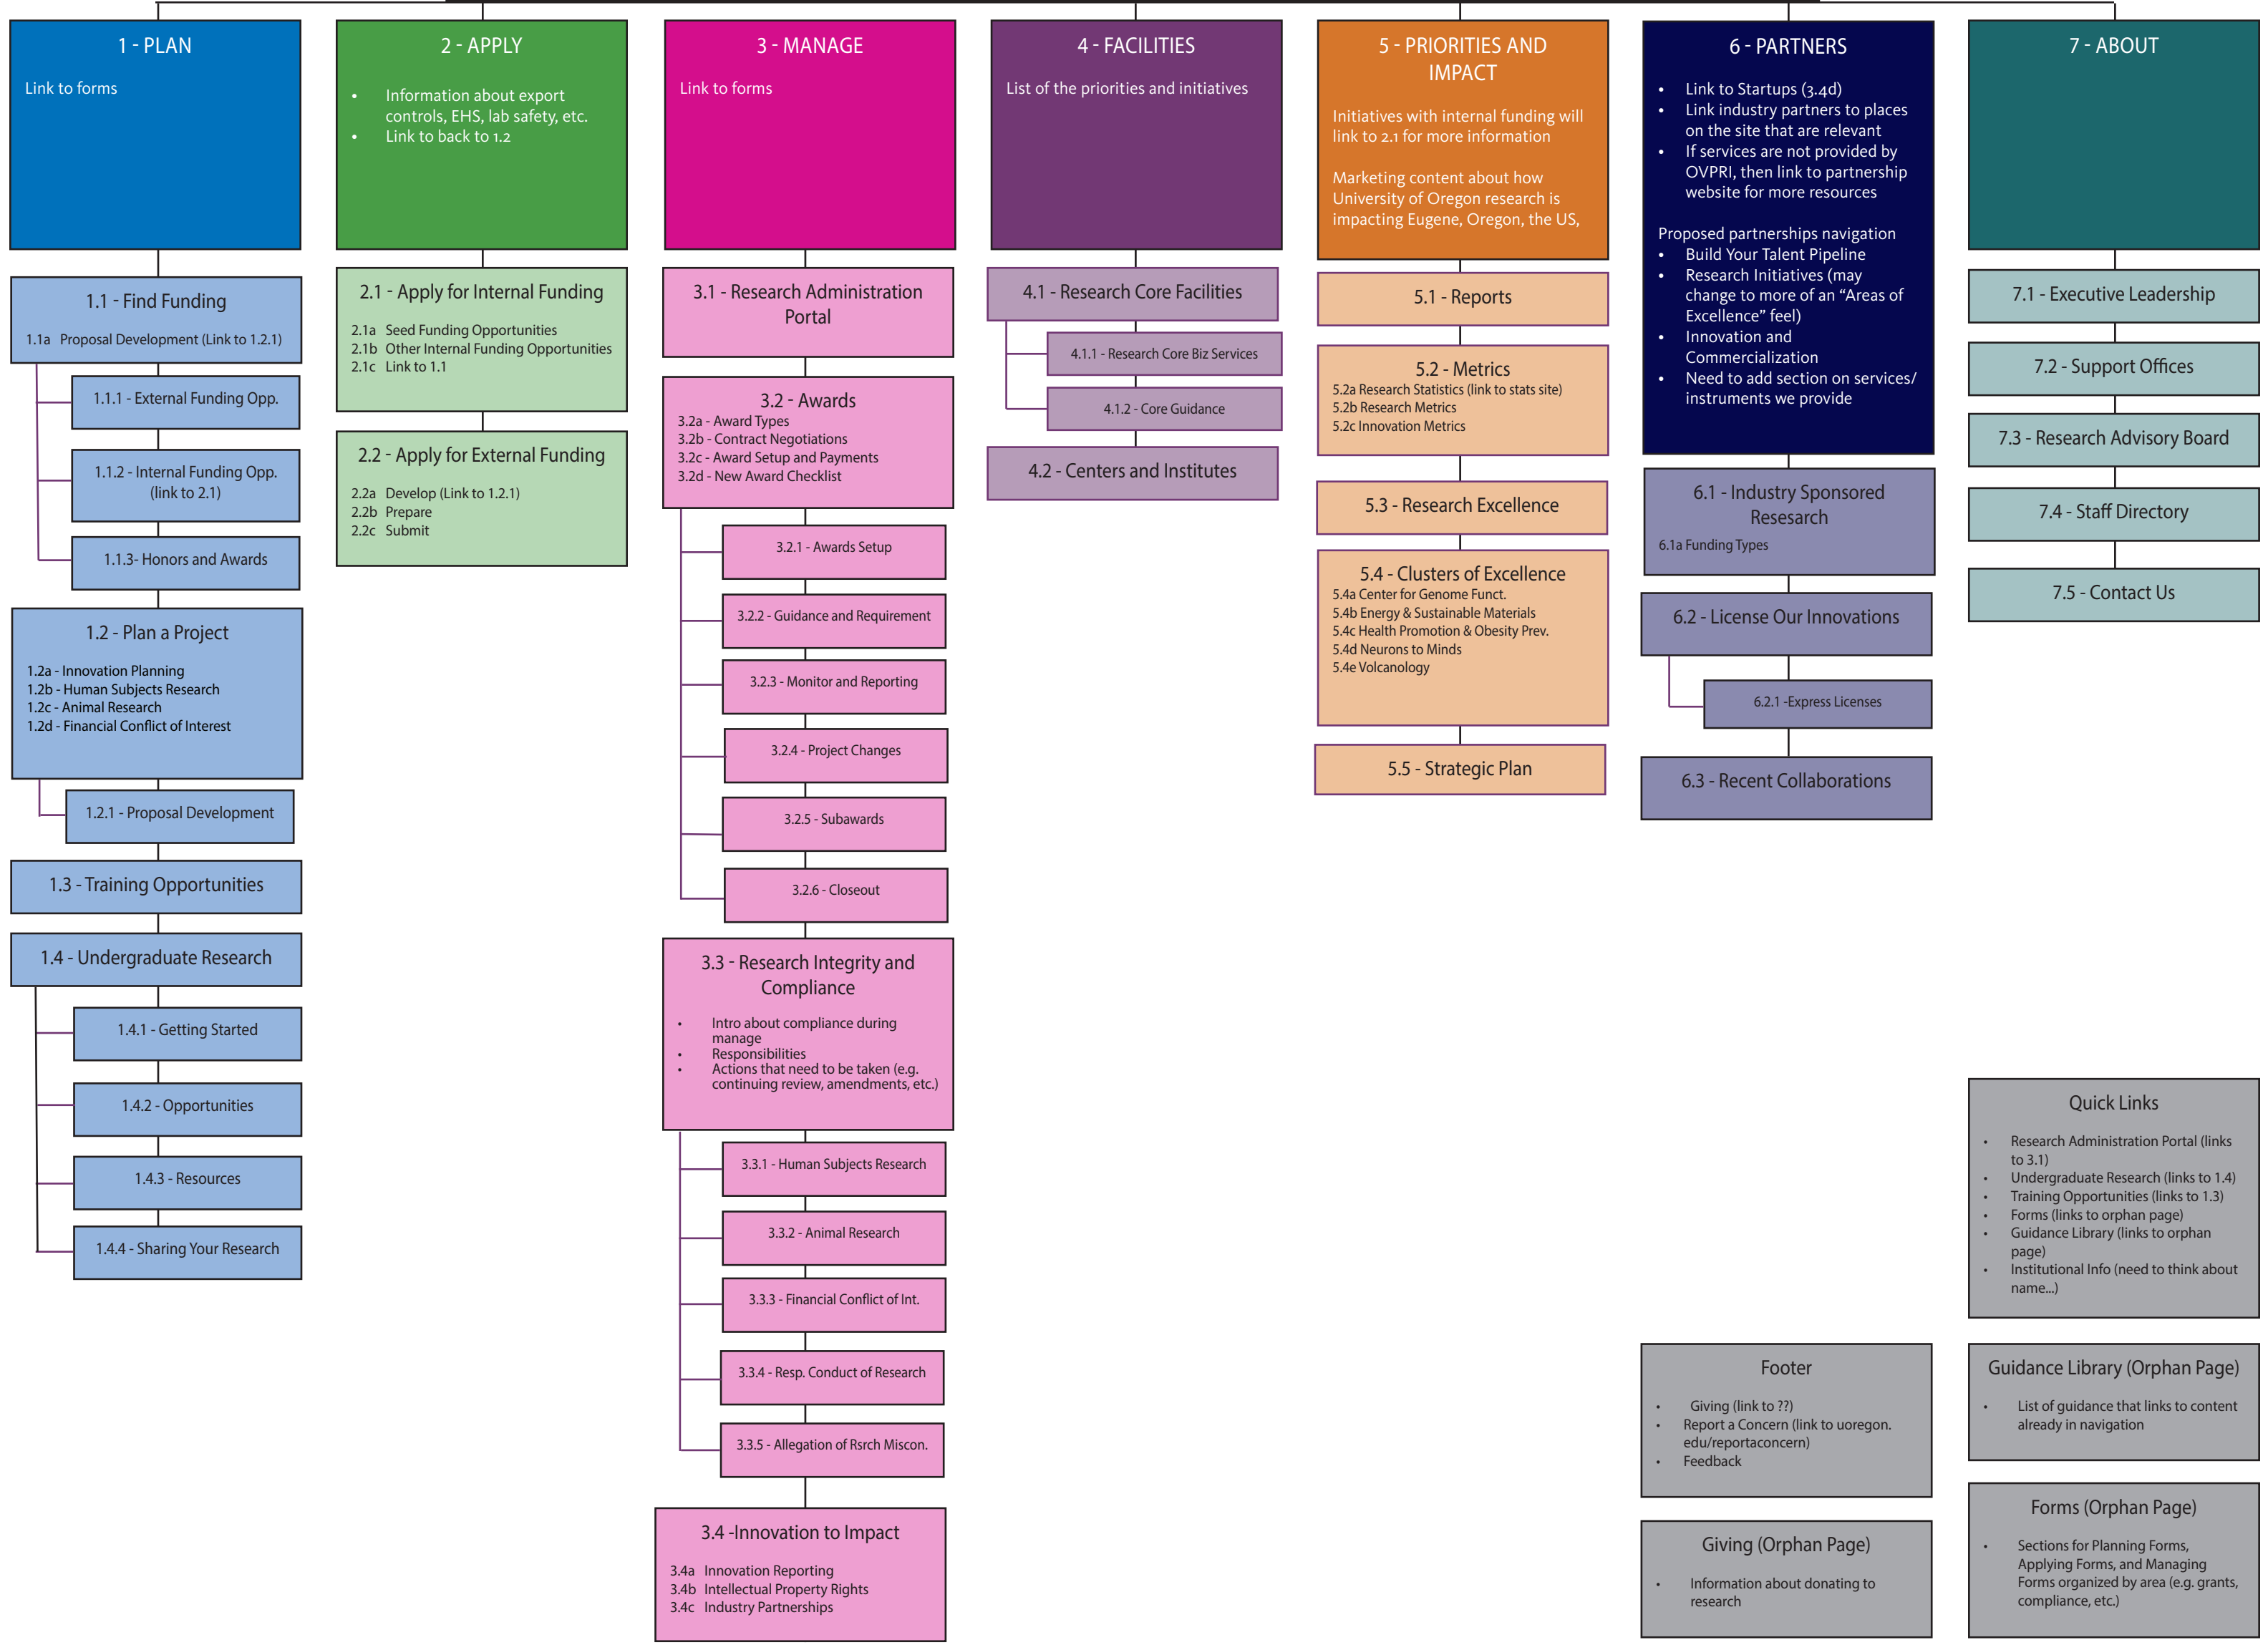 1 - PLAN
Link to forms
1.1 - Find Funding
1.1a Proposal Development (Link to 1.2.1)
1.1.1 - External Funding Opp.
1.1.2 - Internal Funding Opp.
(link to 2.1)
1.1.3- Honors and Awards
1.2 - Plan a Project
1.2a - Innovation Planning
1.2b - Human Subjects Research
1.2c - Animal Research
1.2d - Financial Conflict of Interest
1.2.1 - Proposal Development
1.3 - Training Opportunities
1.4 - Undergraduate Research
1.4.1 - Getting Started
1.4.2 - Opportunities
1.4.3 - Resources
1.4.4 - Sharing Your Research
2 - APPLY
• Information about export
controls, EHS, lab safety, etc.
• Link to back to 1.2
2.1 - Apply for Internal Funding
2.1a Seed Funding Opportunities
2.1b Other Internal Funding Opportunities
2.1c Link to 1.1
2.2 - Apply for External Funding
2.2a Develop (Link to 1.2.1)
2.2b Prepare
2.2c Submit
3 - MANAGE
Link to forms
3.1 - Research Administration
Portal
3.2 - Awards
3.2a - Award Types
3.2b - Contract Negotiations
3.2c - Award Setup and Payments
3.2d - New Award Checklist
3.2.1 - Awards Setup
3.2.2 - Guidance and Requirement
3.2.3 - Monitor and Reporting
3.2.4 - Project Changes
3.2.5 - Subawards
3.2.6 - Closeout
3.3 - Research Integrity and
Compliance
• Intro about compliance during
manage
• Responsibilities
• Actions that need to be taken (e.g.
continuing review, amendments, etc.)
3.3.1 - Human Subjects Research
3.3.2 - Animal Research
3.3.3 - Financial Conflict of Int.
3.3.4 - Resp. Conduct of Research
3.3.5 - Allegation of Rsrch Miscon.
3.4 -Innovation to Impact
3.4a Innovation Reporting
3.4b Intellectual Property Rights
3.4c Industry Partnerships
4 - FACILITIES
List of the priorities and initiatives
4.1 - Research Core Facilities
4.1.1 - Research Core Biz Services
4.1.2 - Core Guidance
4.2 - Centers and Institutes
5 - PRIORITIES AND
IMPACT
Initiatives with internal funding will
link to 2.1 for more information
Marketing content about how
University of Oregon research is
impacting Eugene, Oregon, the US,
5.1 - Reports
5.2 - Metrics
5.2a Research Statistics (link to stats site)
5.2b Research Metrics
5.2c Innovation Metrics
5.3 - Research Excellence
5.4 - Clusters of Excellence
5.4a Center for Genome Funct.
5.4b Energy & Sustainable Materials
5.4c Health Promotion & Obesity Prev.
5.4d Neurons to Minds
5.4e Volcanology
5.5 - Strategic Plan
6 - PARTNERS
• Link to Startups (3.4d)
• Link industry partners to places
on the site that are relevant
• If services are not provided by
OVPRI, then link to partnership
website for more resources
Proposed partnerships navigation
• Build Your Talent Pipeline
• Research Initiatives (may
change to more of an “Areas of
Excellence” feel)
• Innovation and
Commercialization
• Need to add section on services/
instruments we provide
6.1 - Industry Sponsored
Resesarch
6.1a Funding Types
6.2 - License Our Innovations
6.2.1 -Express Licenses
6.3 - Recent Collaborations
7 - ABOUT
7.1 - Executive Leadership
7.2 - Support Offices
7.3 - Research Advisory Board
7.4 - Staff Directory
7.5 - Contact Us
Quick Links
• Research Administration Portal (links
to 3.1)
• Undergraduate Research (links to 1.4)
• Training Opportunities (links to 1.3)
• Forms (links to orphan page)
• Guidance Library (links to orphan
page)
• Institutional Info (need to think about
name...)
Footer
• Giving (link to ??)
• Report a Concern (link to uoregon.
edu/reportaconcern)
• Feedback
Guidance Library (Orphan Page)
• List of guidance that links to content
already in navigation
Giving (Orphan Page)
• Information about donating to
research
Forms (Orphan Page)
• Sections for Planning Forms,
Applying Forms, and Managing
Forms organized by area (e.g. grants,
compliance, etc.)